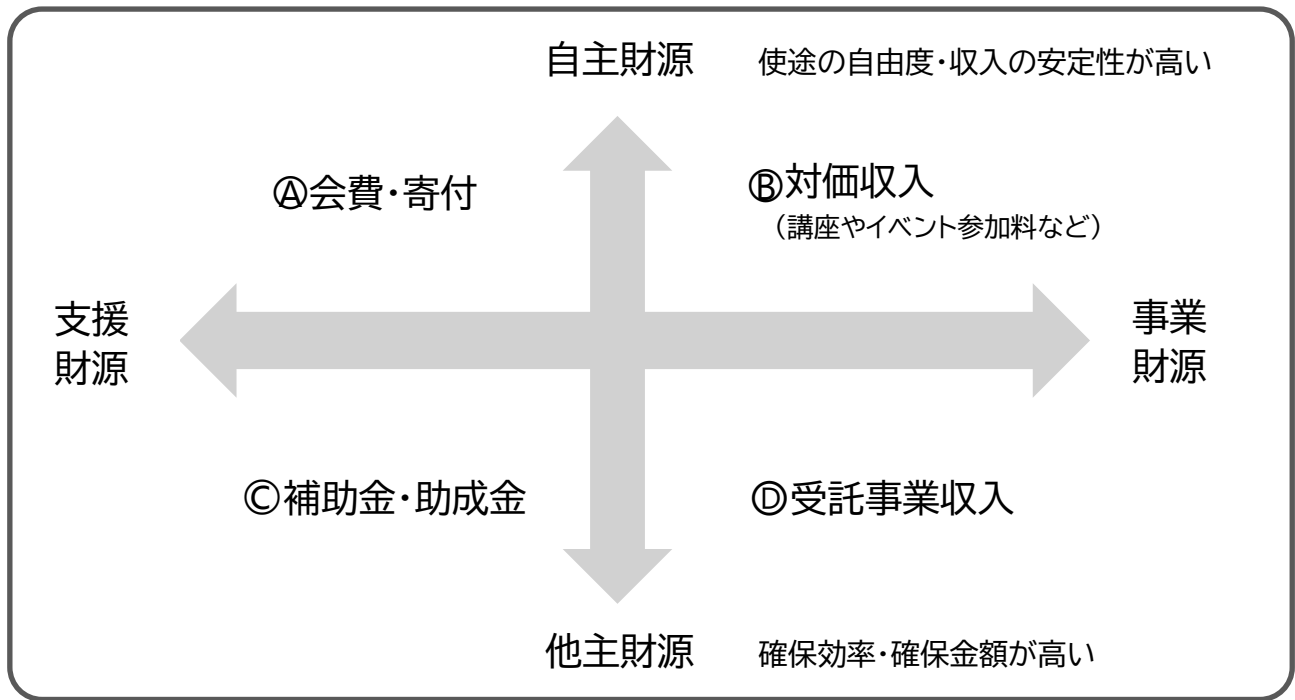 自主財源 使途の自由度・収入の安定性が高い
Ⓐ会費・寄付
Ⓑ対価収入
（講座やイベント参加料など）
支援
財源
事業
財源
Ⓒ補助金・助成金
Ⓓ受託事業収入
他主財源 確保効率・確保金額が高い